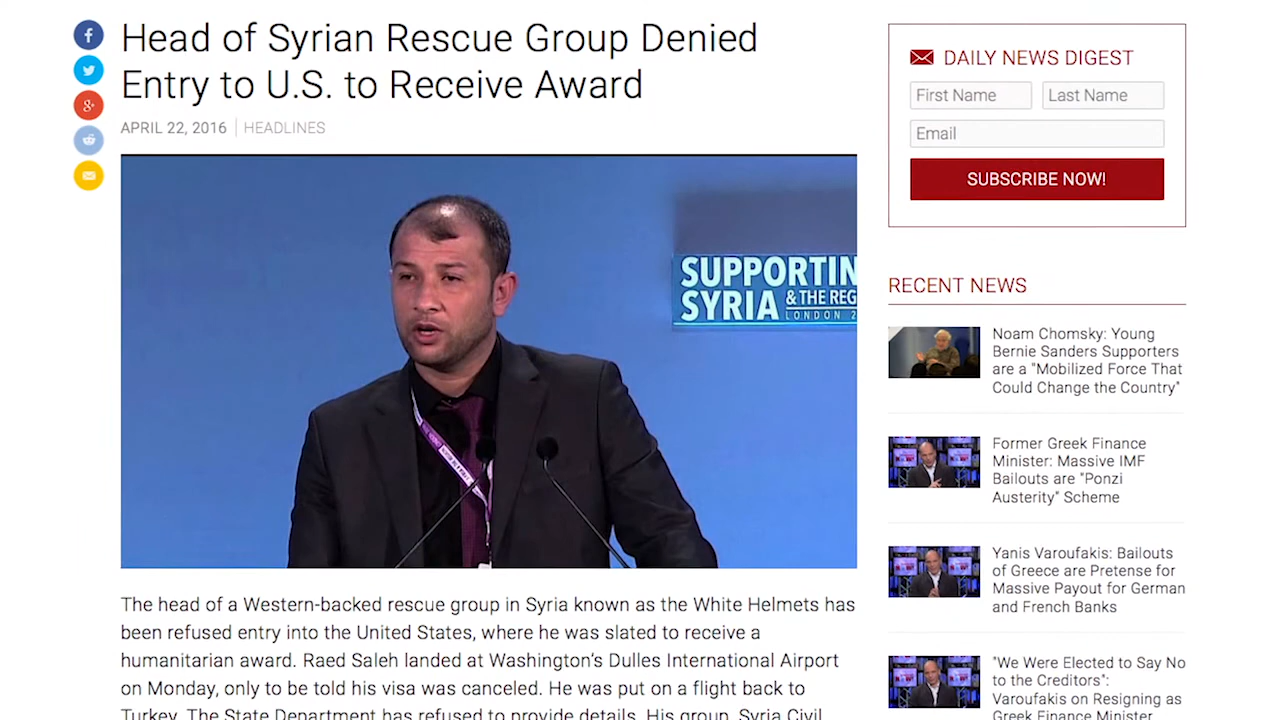 Head of Syrian Rescue Group Denied
Entry to U.S. to Receive Award
APRIL 22, 2016 HEADLINES
SUPPORTIN
SYRIA & THE REG
LONDON 2
The head of a Western-backed rescue group in Syria known as the White Helmets has
been refused entry into the United States, where he was slated to receive a
humanitarian award. Raed Saleh landed at Washington's Dulles International Airport
on Monday, only to be told his visa was canceled. He was put on a flight back to
Turkey. The State Department has refused to provide details. His group, Syria Civil
DAILY NEWS DIGEST
First Name Last Name
Email
SUBSCRIBE NOW!
RECENT NEWS
Noam Chomsky: Young
Bernie Sanders Supporters
are a "Mobilized Force That
Could Change the Country"
Former Greek Finance
Minister: Massive IMF
Bailouts are "Ponzi
Austerity" Scheme
Yanis Varoufakis: Bailouts
of Greece are Pretense for
Massive Payout for German
and French Banks
"We Were Elected to Say No
to the Creditors":
Varoufakis on Resigning as
Greek Finance Minister